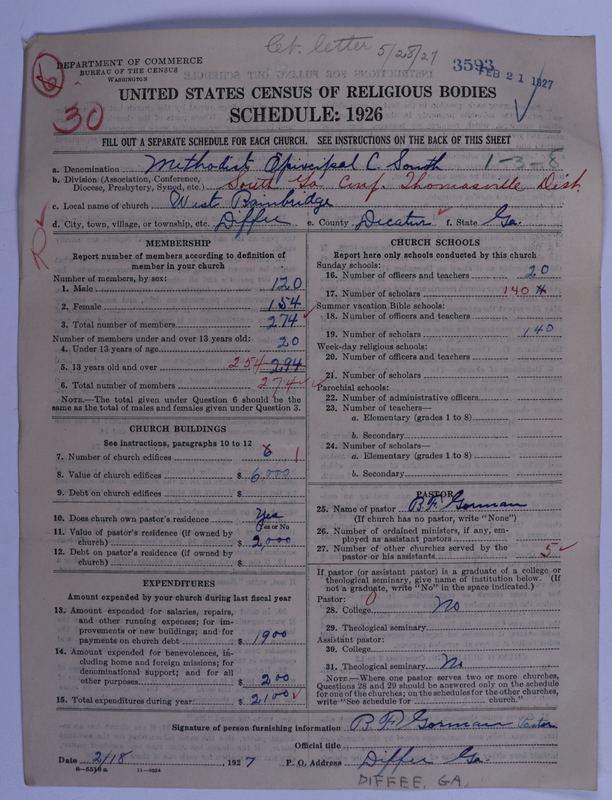 Let. letter 5/28/27
DEPARTMENT OF COMMERCE
BUREAU OF THE CENSUS
WASHINGTON
3593
FEB 21 1927
30
UNITED STATES CENSUS OF RELIGIOUS BODIES
SCHEDULE: 1926
FILL OUT A SEPARATE SCHEDULE FOR EACH CHURCH. SEE INSTRUCTIONS ON THE BACK OF THIS SHEET
a. Denomination Methodist Episcipal C. South 1-3-8
b. Division (Association, Conference, Diocese, Presbytery, Synod, etc.) South Ga Conf. Thomasville Dist.
c. Local name of church West Bainbridge
d. City, town, village, or township, etc. Differ e. County Decatur f. State Ga.
MEMBERSHIP
Report number of members according to definition of
member in your church
Number of members, by sex:
1. Male 120
2. Female 154
3. Total number of members 274
Number of members under and over 13 years old:
4. Under 13 years of age 20
5. 13 years old and over 254 294
6. Total number of members 274
NOTE.—The total given under Question 6 should be the
same as the total of males and females given under Question 3.
CHURCH BUILDINGS
See instructions, paragraphs 10 to 12
7. Number of church edifices 6 1
8. Value of church edifices $ 6,000
9. Debt on church edifices $
10. Does church own pastor's residence Yes
(Yes or No)
11. Value of pastor's residence (if owned by
church) $ 2,000
12. Debt on pastor's residence (if owned by
church) $
EXPENDITURES
Amount expended by your church during last fiscal year
13. Amount expended for salaries, repairs,
and other running expenses; for im-
provements or new buildings; and for
payments on church debt $ 1900
14. Amount expended for benevolences, in-
cluding home and foreign missions; for
denominational support; and for all
other purposes $ 200
15. Total expenditures during year $ 2100
CHURCH SCHOOLS
Report here only schools conducted by this church
Sunday schools:
16. Number of officers and teachers 20
17. Number of scholars 140
Summer vacation Bible schools:
18. Number of officers and teachers
19. Number of scholars 140
Week-day religious schools:
20. Number of officers and teachers
21. Number of scholars
Parochial schools:
22. Number of administrative officers
23. Number of teachers—
a. Elementary (grades 1 to 8)
b. Secondary
24. Number of scholars—
a. Elementary (grades 1 to 8)
b. Secondary
PASTOR
25. Name of pastor B.F. Gorman
(If church has no pastor, write "None")
26. Number of ordained ministers, if any, em-
ployed as assistant pastors
27. Number of other churches served by the
pastor or his assistants 5
If pastor (or assistant pastor) is a graduate of a college or
theological seminary, give name of institution below. (If
not a graduate, write "No" in the space indicated.)
Pastor: 0
28. College No
29. Theological seminary
Assistant pastor:
30. College
31. Theological seminary No
NOTE.—Where one pastor serves two or more churches,
Questions 28 and 29 should be answered only on the schedule
for one of the churches; on the schedules for the other churches,
write "See schedule for church."
Signature of person furnishing information B. F. Gorman Pastor
Official title
Date 2/18, 1927 P. O. Address Differ Ga.
8—5519a 11—9224
DIFFEE, GA.